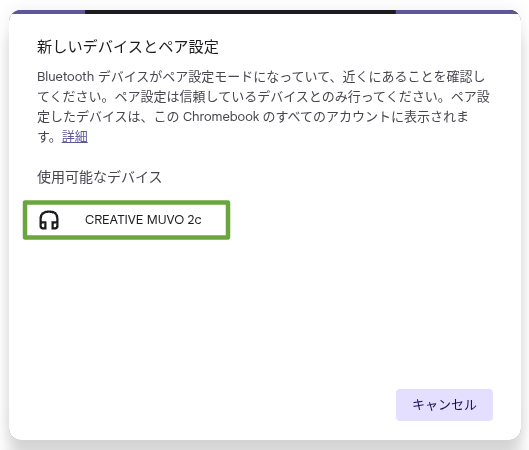 新しいデバイスとペア設定
Bluetooth デバイスがペア設定モードになっていて、近くにあることを確認し
てください。ペア設定は信頼しているデバイスとのみ行ってください。ペア設
定したデバイスは、この Chromebook のすべてのアカウントに表示されま
す。詳細
使用可能なデバイス
CREATIVE MUVO 2c
キャンセル